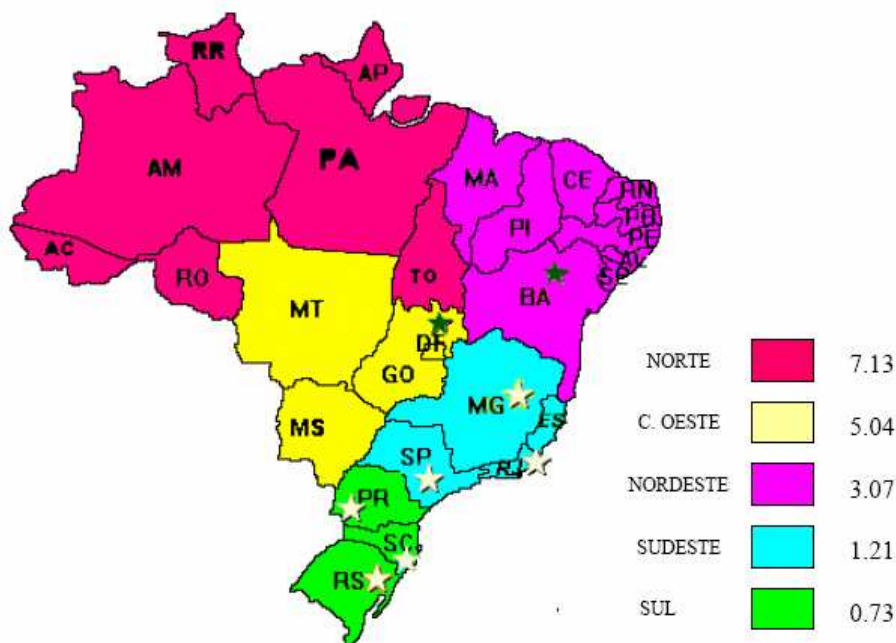 RR
AP
AM
PA
MA
CE
RN
PB
PE
AL
SE
PI
AC
RO
TO
BA
MT
DF
GO
MG
ES
MS
SP
RJ
PR
SC
RS
NORTE 7.13
C. OESTE 5.04
NORDESTE 3.07
SUDESTE 1.21
SUL 0.73